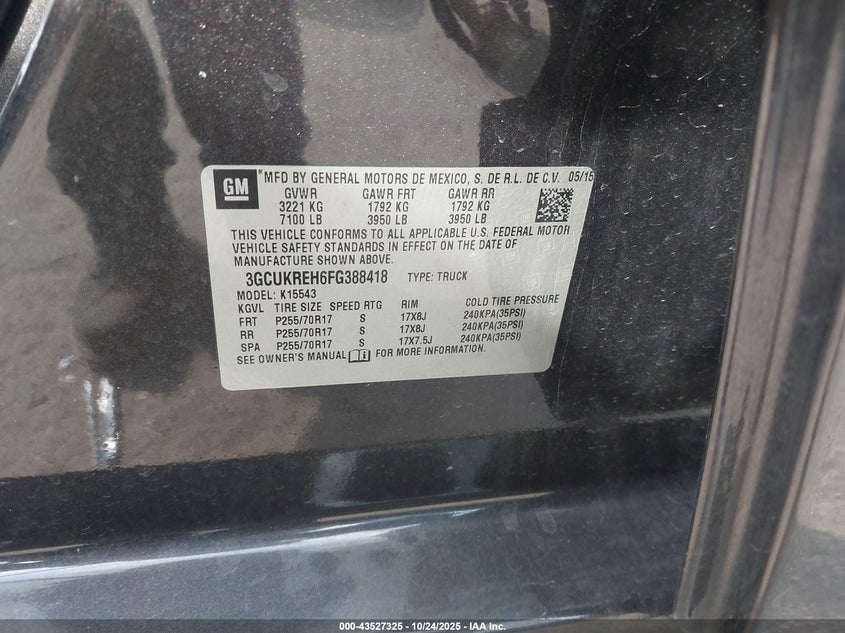 GM ® MFD BY GENERAL MOTORS DE MEXICO, S. DE R.L. DE C.V. 05/15
GVWR GAWR FRT GAWR RR
3221 KG 1792 KG 1792 KG
7100 LB 3950 LB 3950 LB
THIS VEHICLE CONFORMS TO ALL APPLICABLE U.S. FEDERAL MOTOR
VEHICLE SAFETY STANDARDS IN EFFECT ON THE DATE OF
MANUFACTURE SHOWN ABOVE.
3GCUKREH6FG388418 TYPE: TRUCK
MODEL: K15543
KGVL TIRE SIZE SPEED RTG RIM COLD TIRE PRESSURE
FRT P255/70R17 S 17X8J 240KPA(35PSI)
RR P255/70R17 S 17X8J 240KPA(35PSI)
SPA P255/70R17 S 17X7.5J 240KPA(35PSI)
SEE OWNER'S MANUAL FOR MORE INFORMATION.
000-43527325 - 10/24/2025 - IAA Inc.